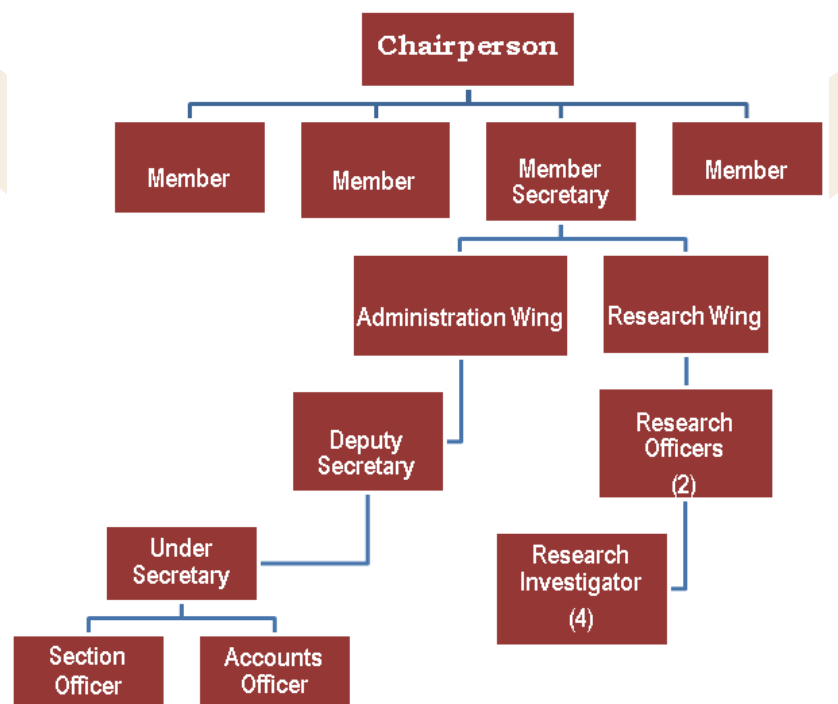 Chairperson
Member
Member
Member
Secretary
Member
Administration Wing
Research Wing
Deputy
Secretary
Research
Officers
(2)
Under
Secretary
Research
Investigator
(4)
Section
Officer
Accounts
Officer